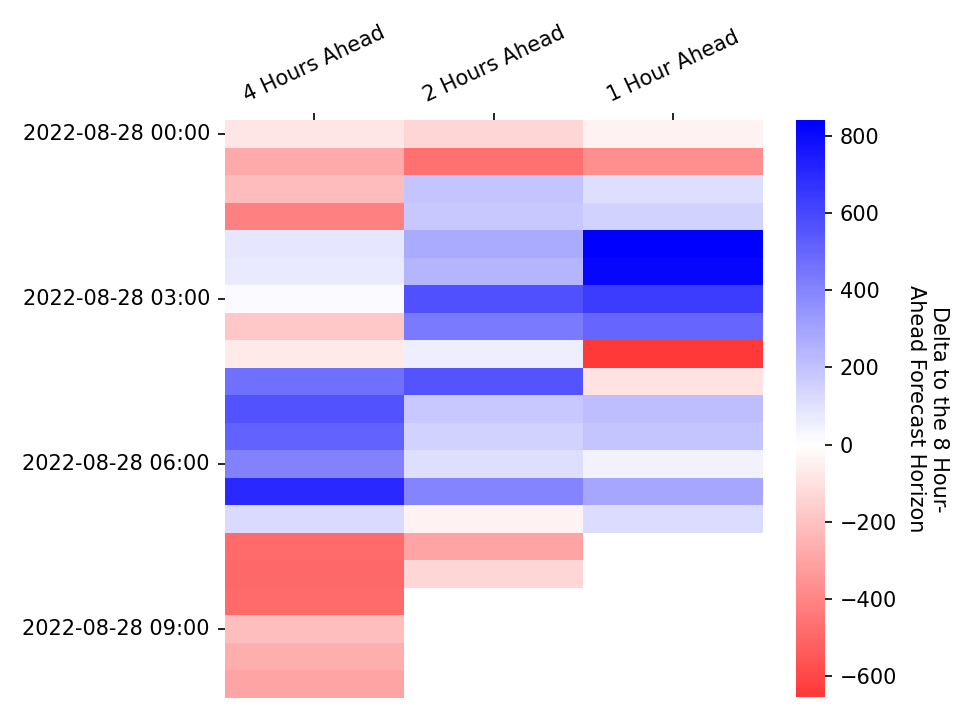 4 Hours Ahead
2 Hours Ahead
1 Hour Ahead
2022-08-28 00:00
2022-08-28 03:00
2022-08-28 06:00
2022-08-28 09:00
800
600
400
200
0
−200
−400
−600
Delta to the 8 Hour-
Ahead Forecast Horizon